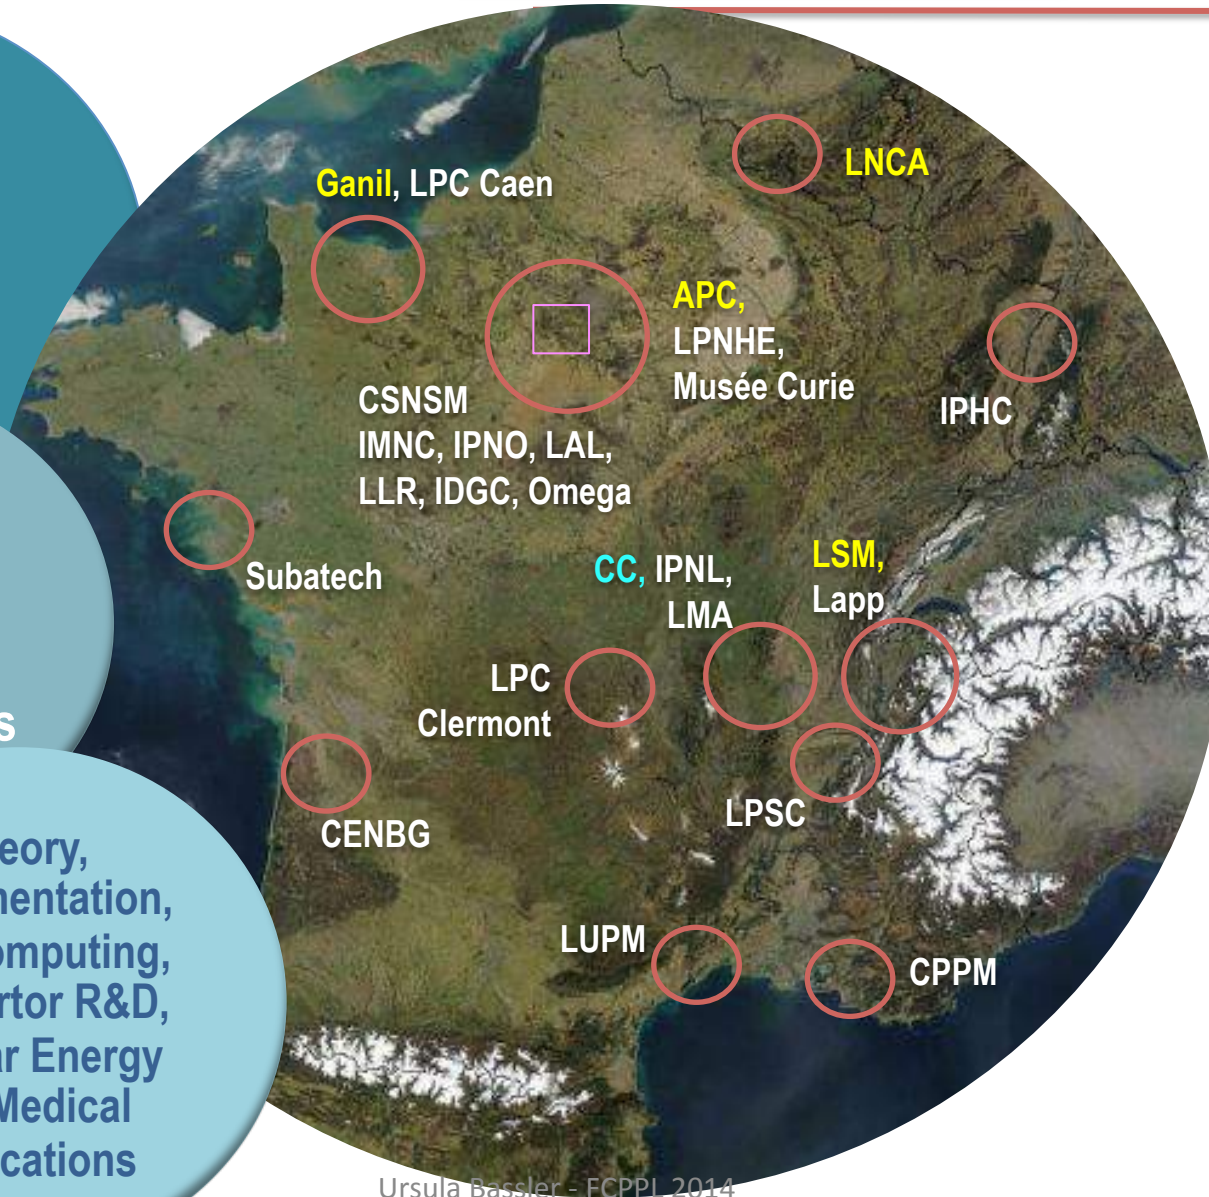 Ganil, LPC Caen
LNCA
APC,
LPNHE,
Musée Curie
CSNSM
IMNC, IPNO, LAL,
LLR, IDGC, Omega
IPHC
Subatech
CC, IPNL,
LMA
LSM,
Lapp
LPC
Clermont
LPSC
CENBG
LUPM
CPPM
s
eory,
nentation,
omputing,
rtor R&D,
ar Energy
Medical
cations
Ursula Bassler - FCPPL 2014